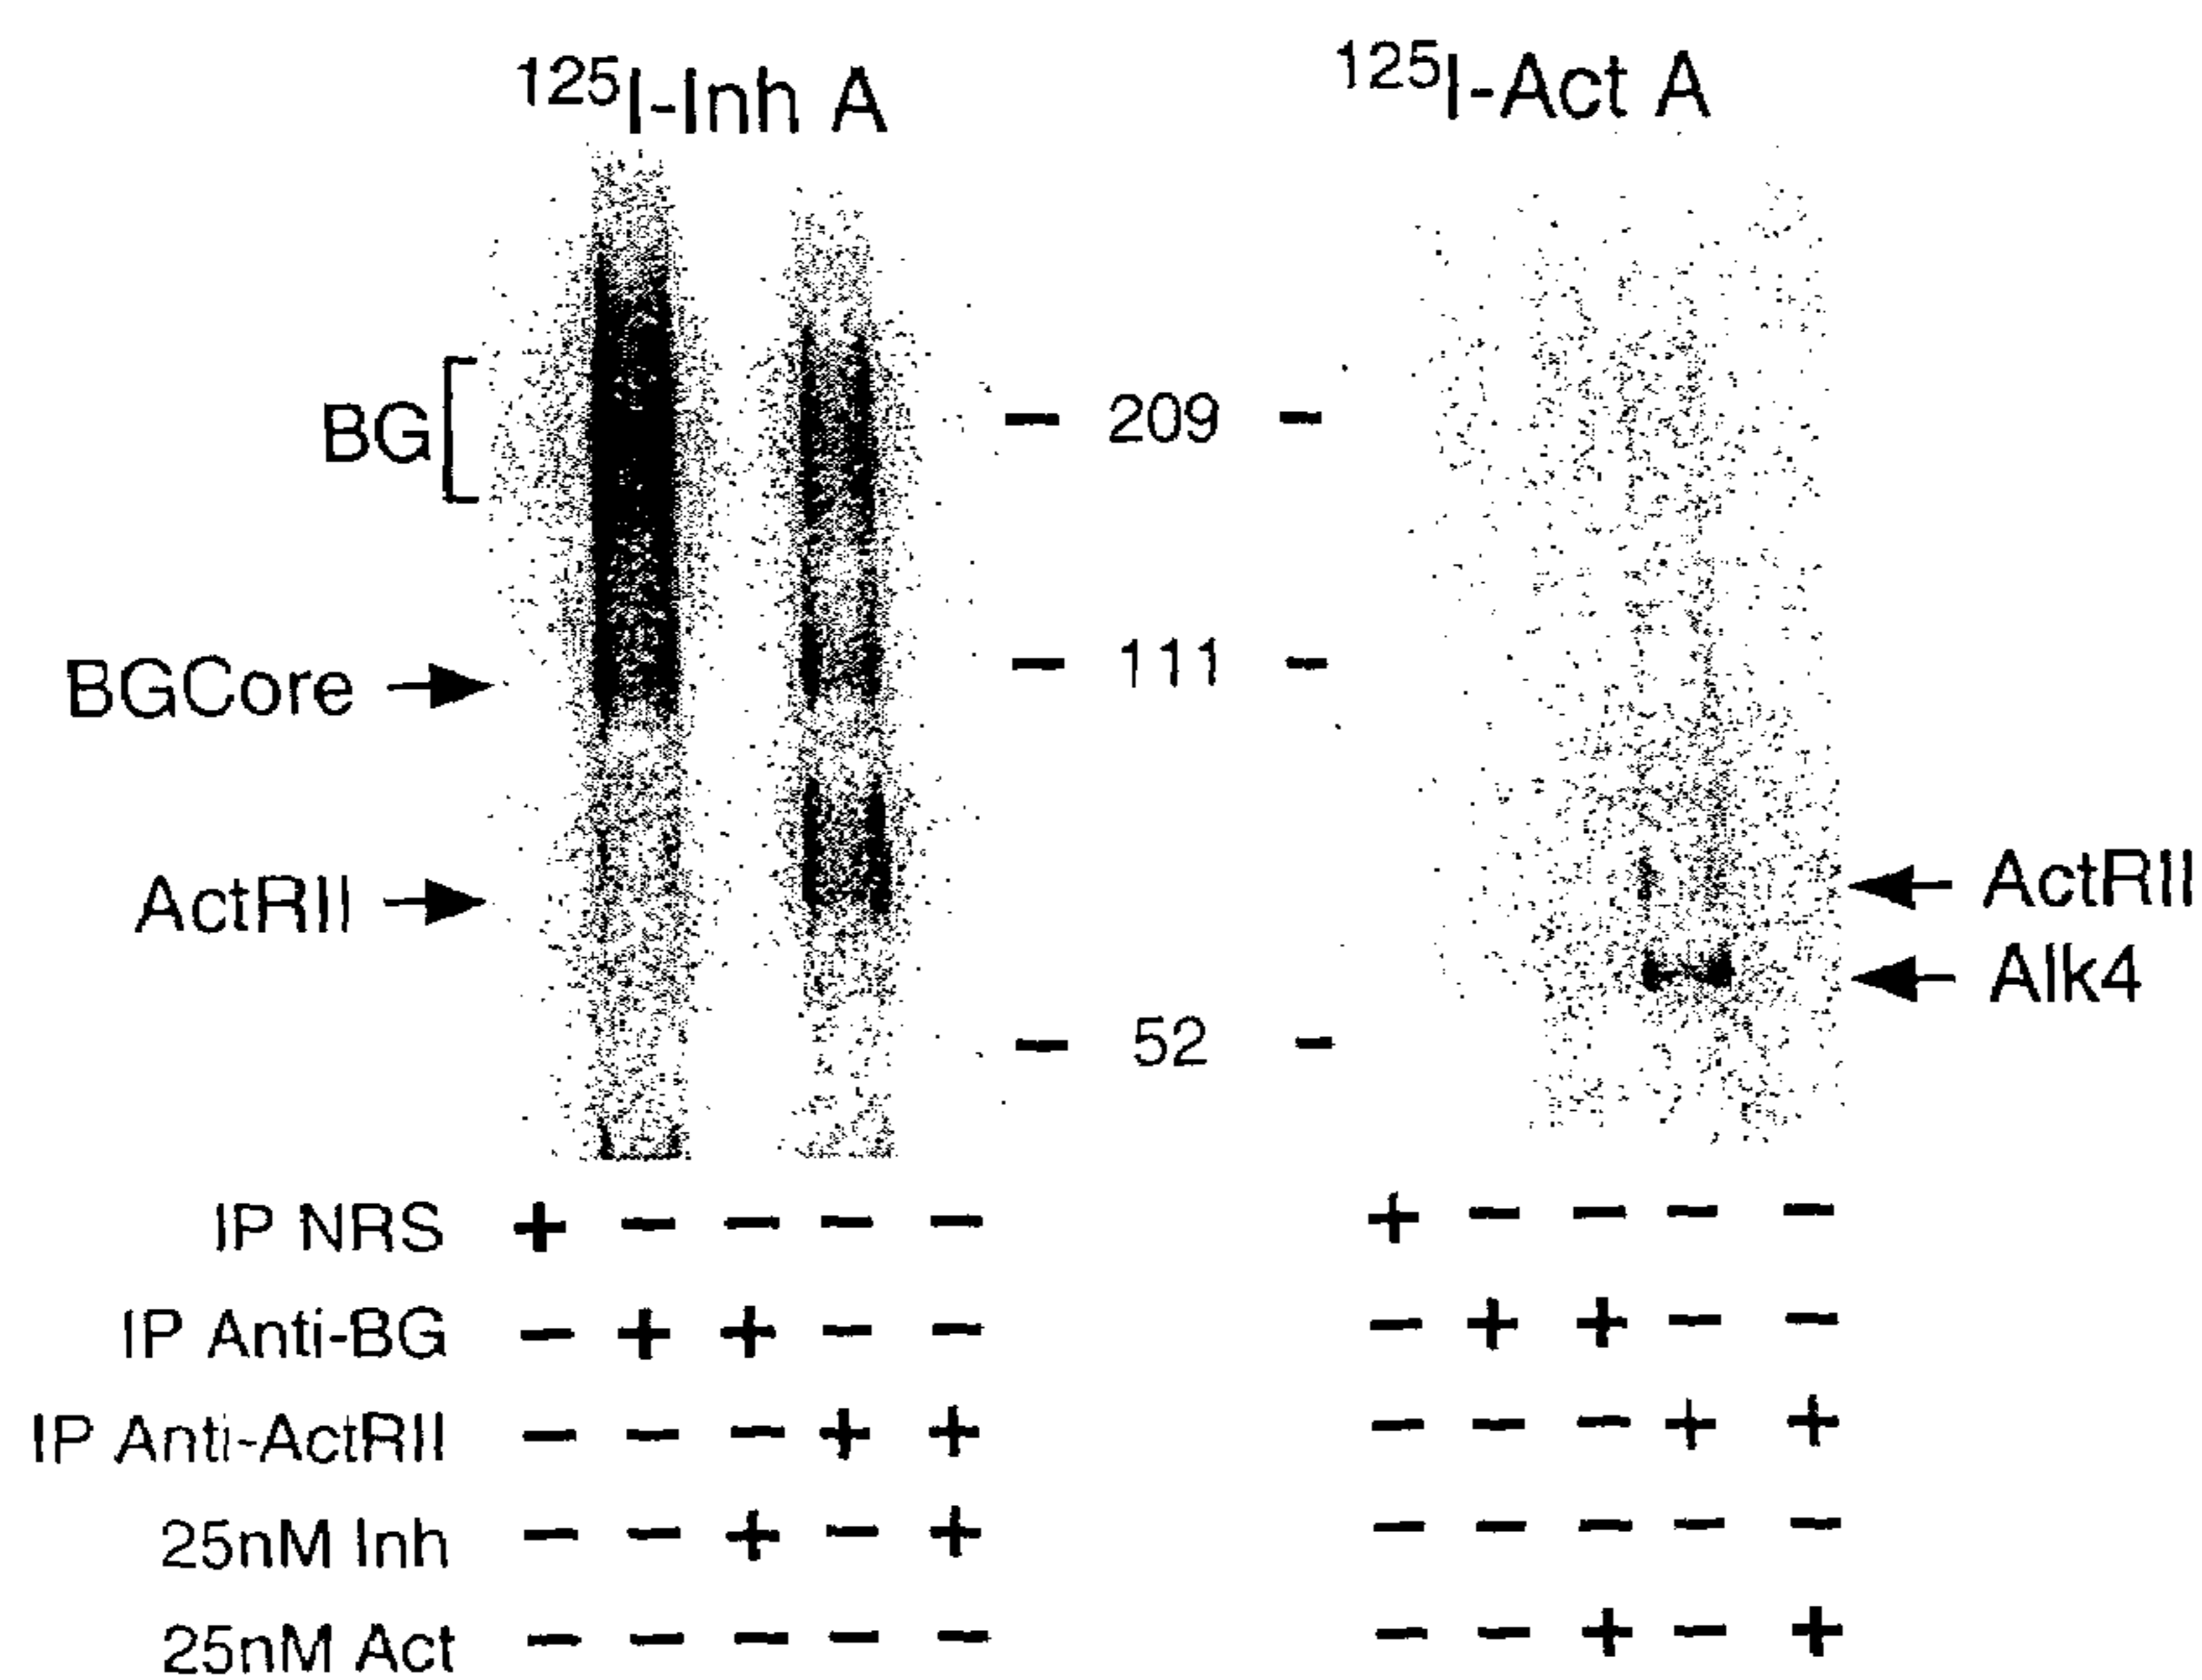 ¹²⁵I-Inh A ¹²⁵I-Act A
BG 209
BGCore 111
ActRII ActRII
Alk4
52
IP NRS + − − − − + − − − −
IP Anti-BG − + + − − − + + − −
IP Anti-ActRII − − − + + − − − + +
25nM Inh − − + − + − − − − −
25nM Act − − − − − − − + − +